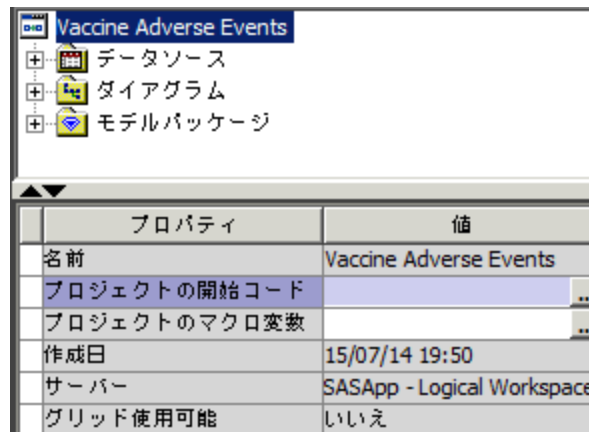 Vaccine Adverse Events
データソース
ダイアグラム
モデルパッケージ
プロパティ 値
名前 Vaccine Adverse Events
プロジェクトの開始コード ..
プロジェクトのマクロ変数 ..
作成日 15/07/14 19:50
サーバー SASApp - Logical Workspace
グリッド使用可能 いいえ